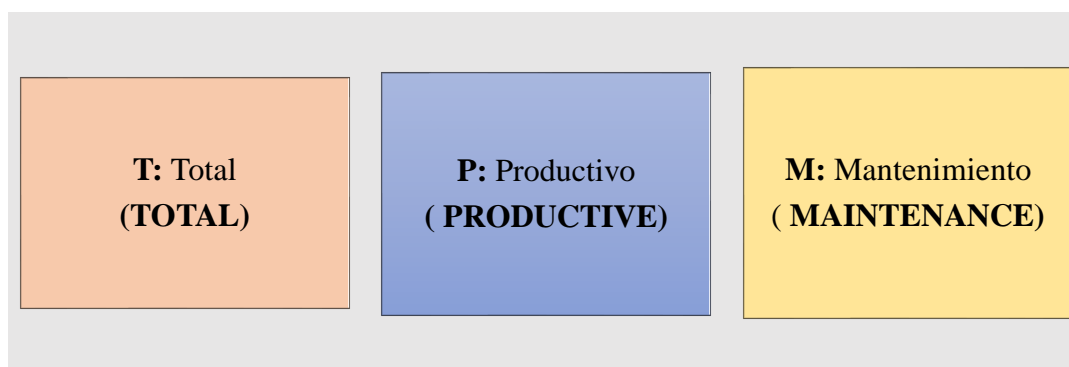 T: Total
(TOTAL)
P: Productivo
( PRODUCTIVE)
M: Mantenimiento
( MAINTENANCE)